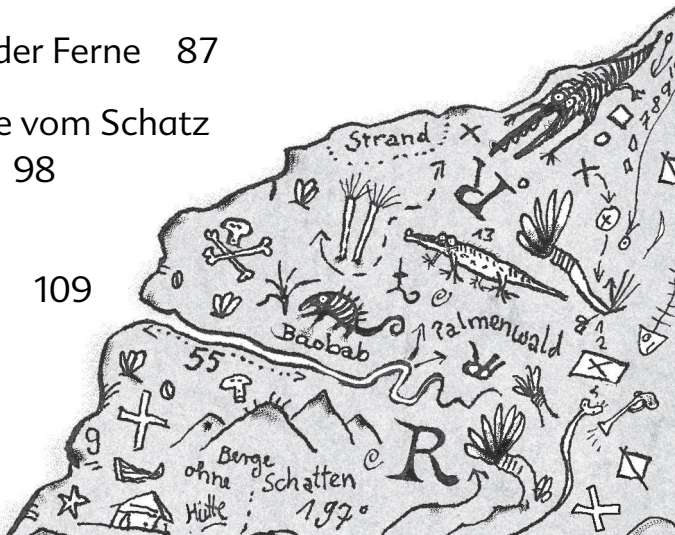 der Ferne 87
e vom Schatz
98
109
Strand
13
Baobab
Palmenwald
55
9
R
Berge
ohne Schatten
Hütte
197°